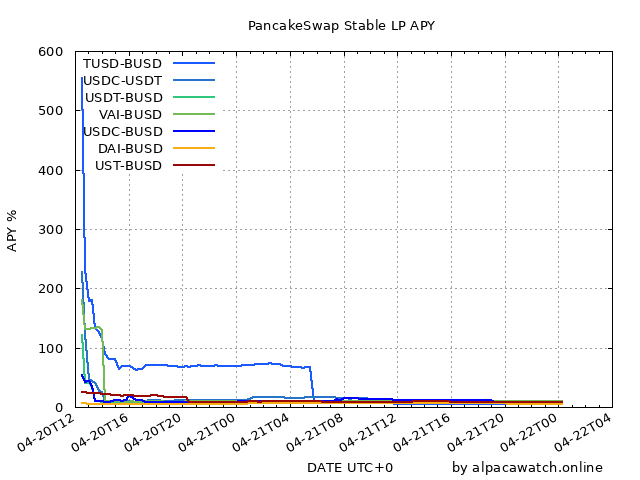 PancakeSwap Stable LP APY
600
500
400
300
200
100
0
APY %
TUSD-BUSD
USDC-USDT
USDT-BUSD
VAI-BUSD
USDC-BUSD
DAI-BUSD
UST-BUSD
04-20T12
04-20T16
04-20T20
04-21T00
04-21T04
04-21T08
04-21T12
04-21T16
04-21T20
04-22T00
04-22T04
DATE UTC+0
by alpacawatch.online